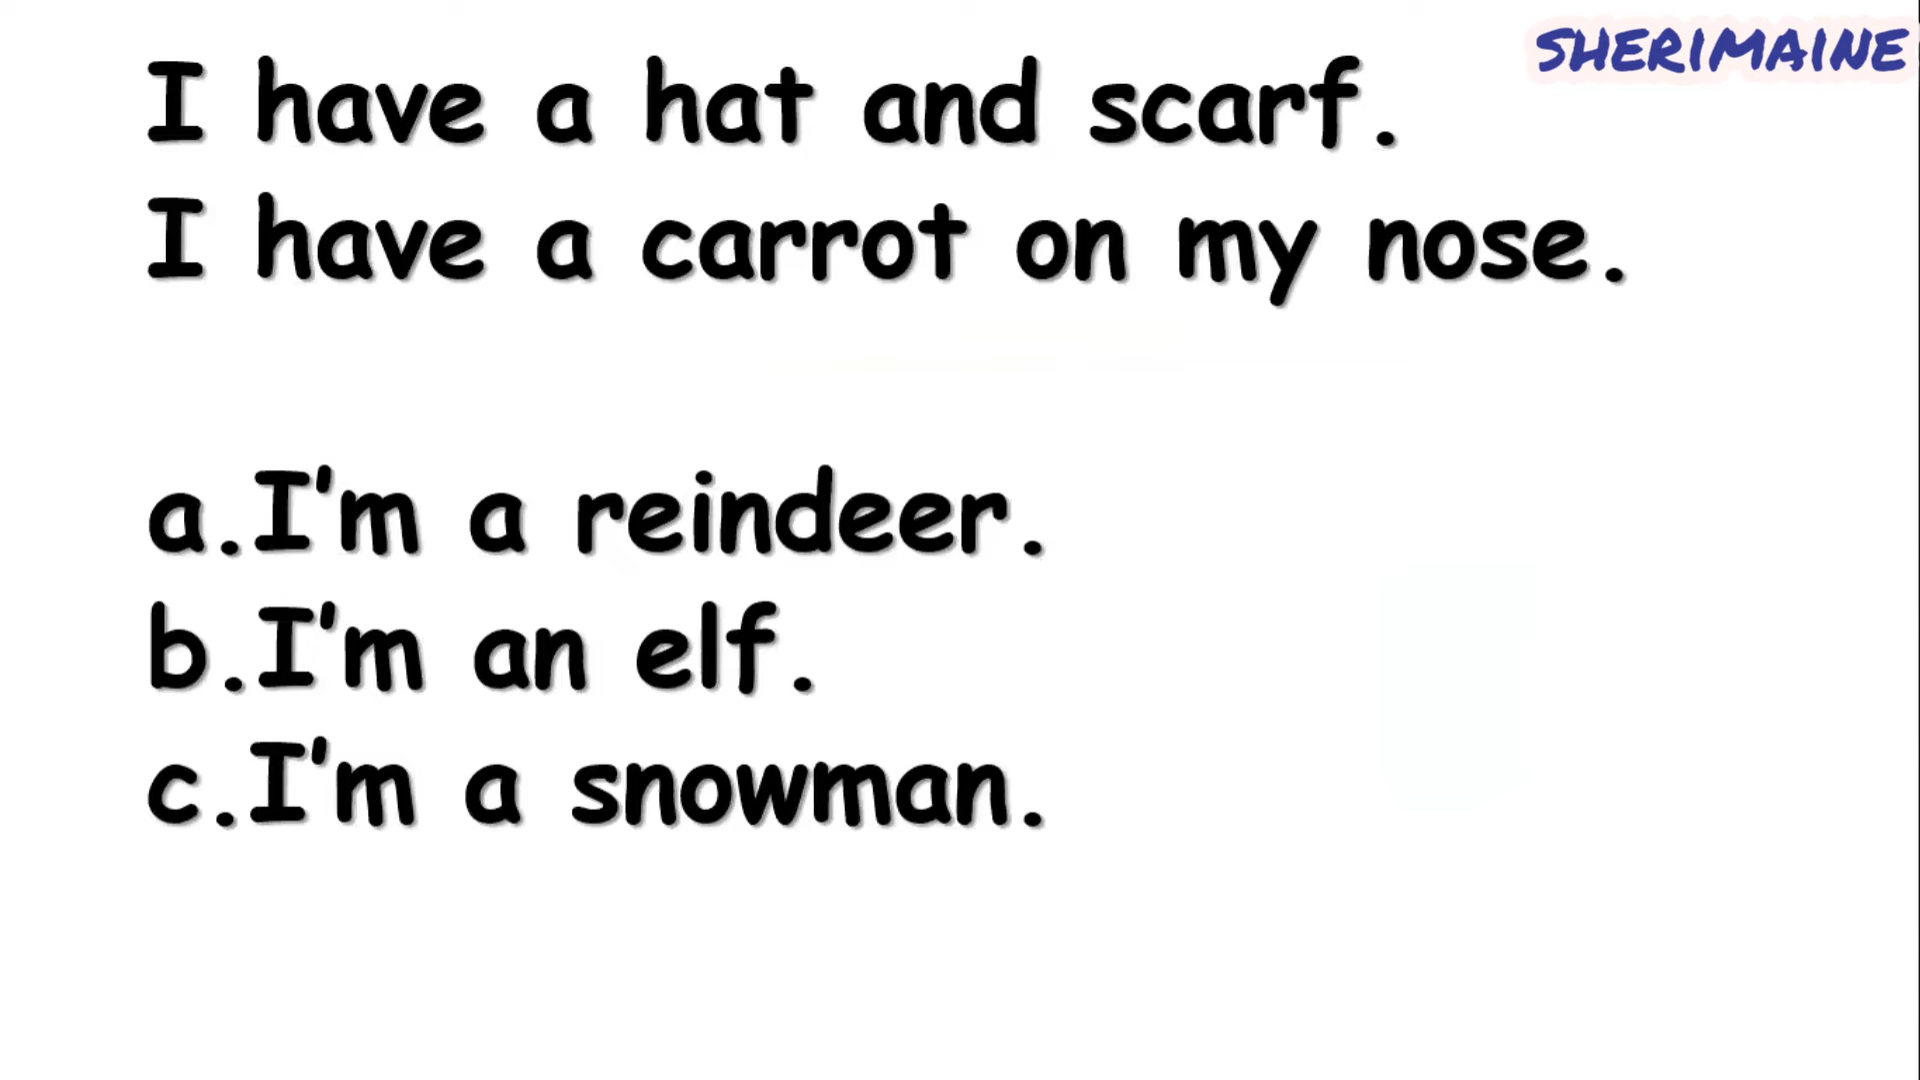 SHERIMAINE
I have a hat and scarf.
I have a carrot on my nose.
a.I'm a reindeer.
b.I'm an elf.
c.I'm a snowman.